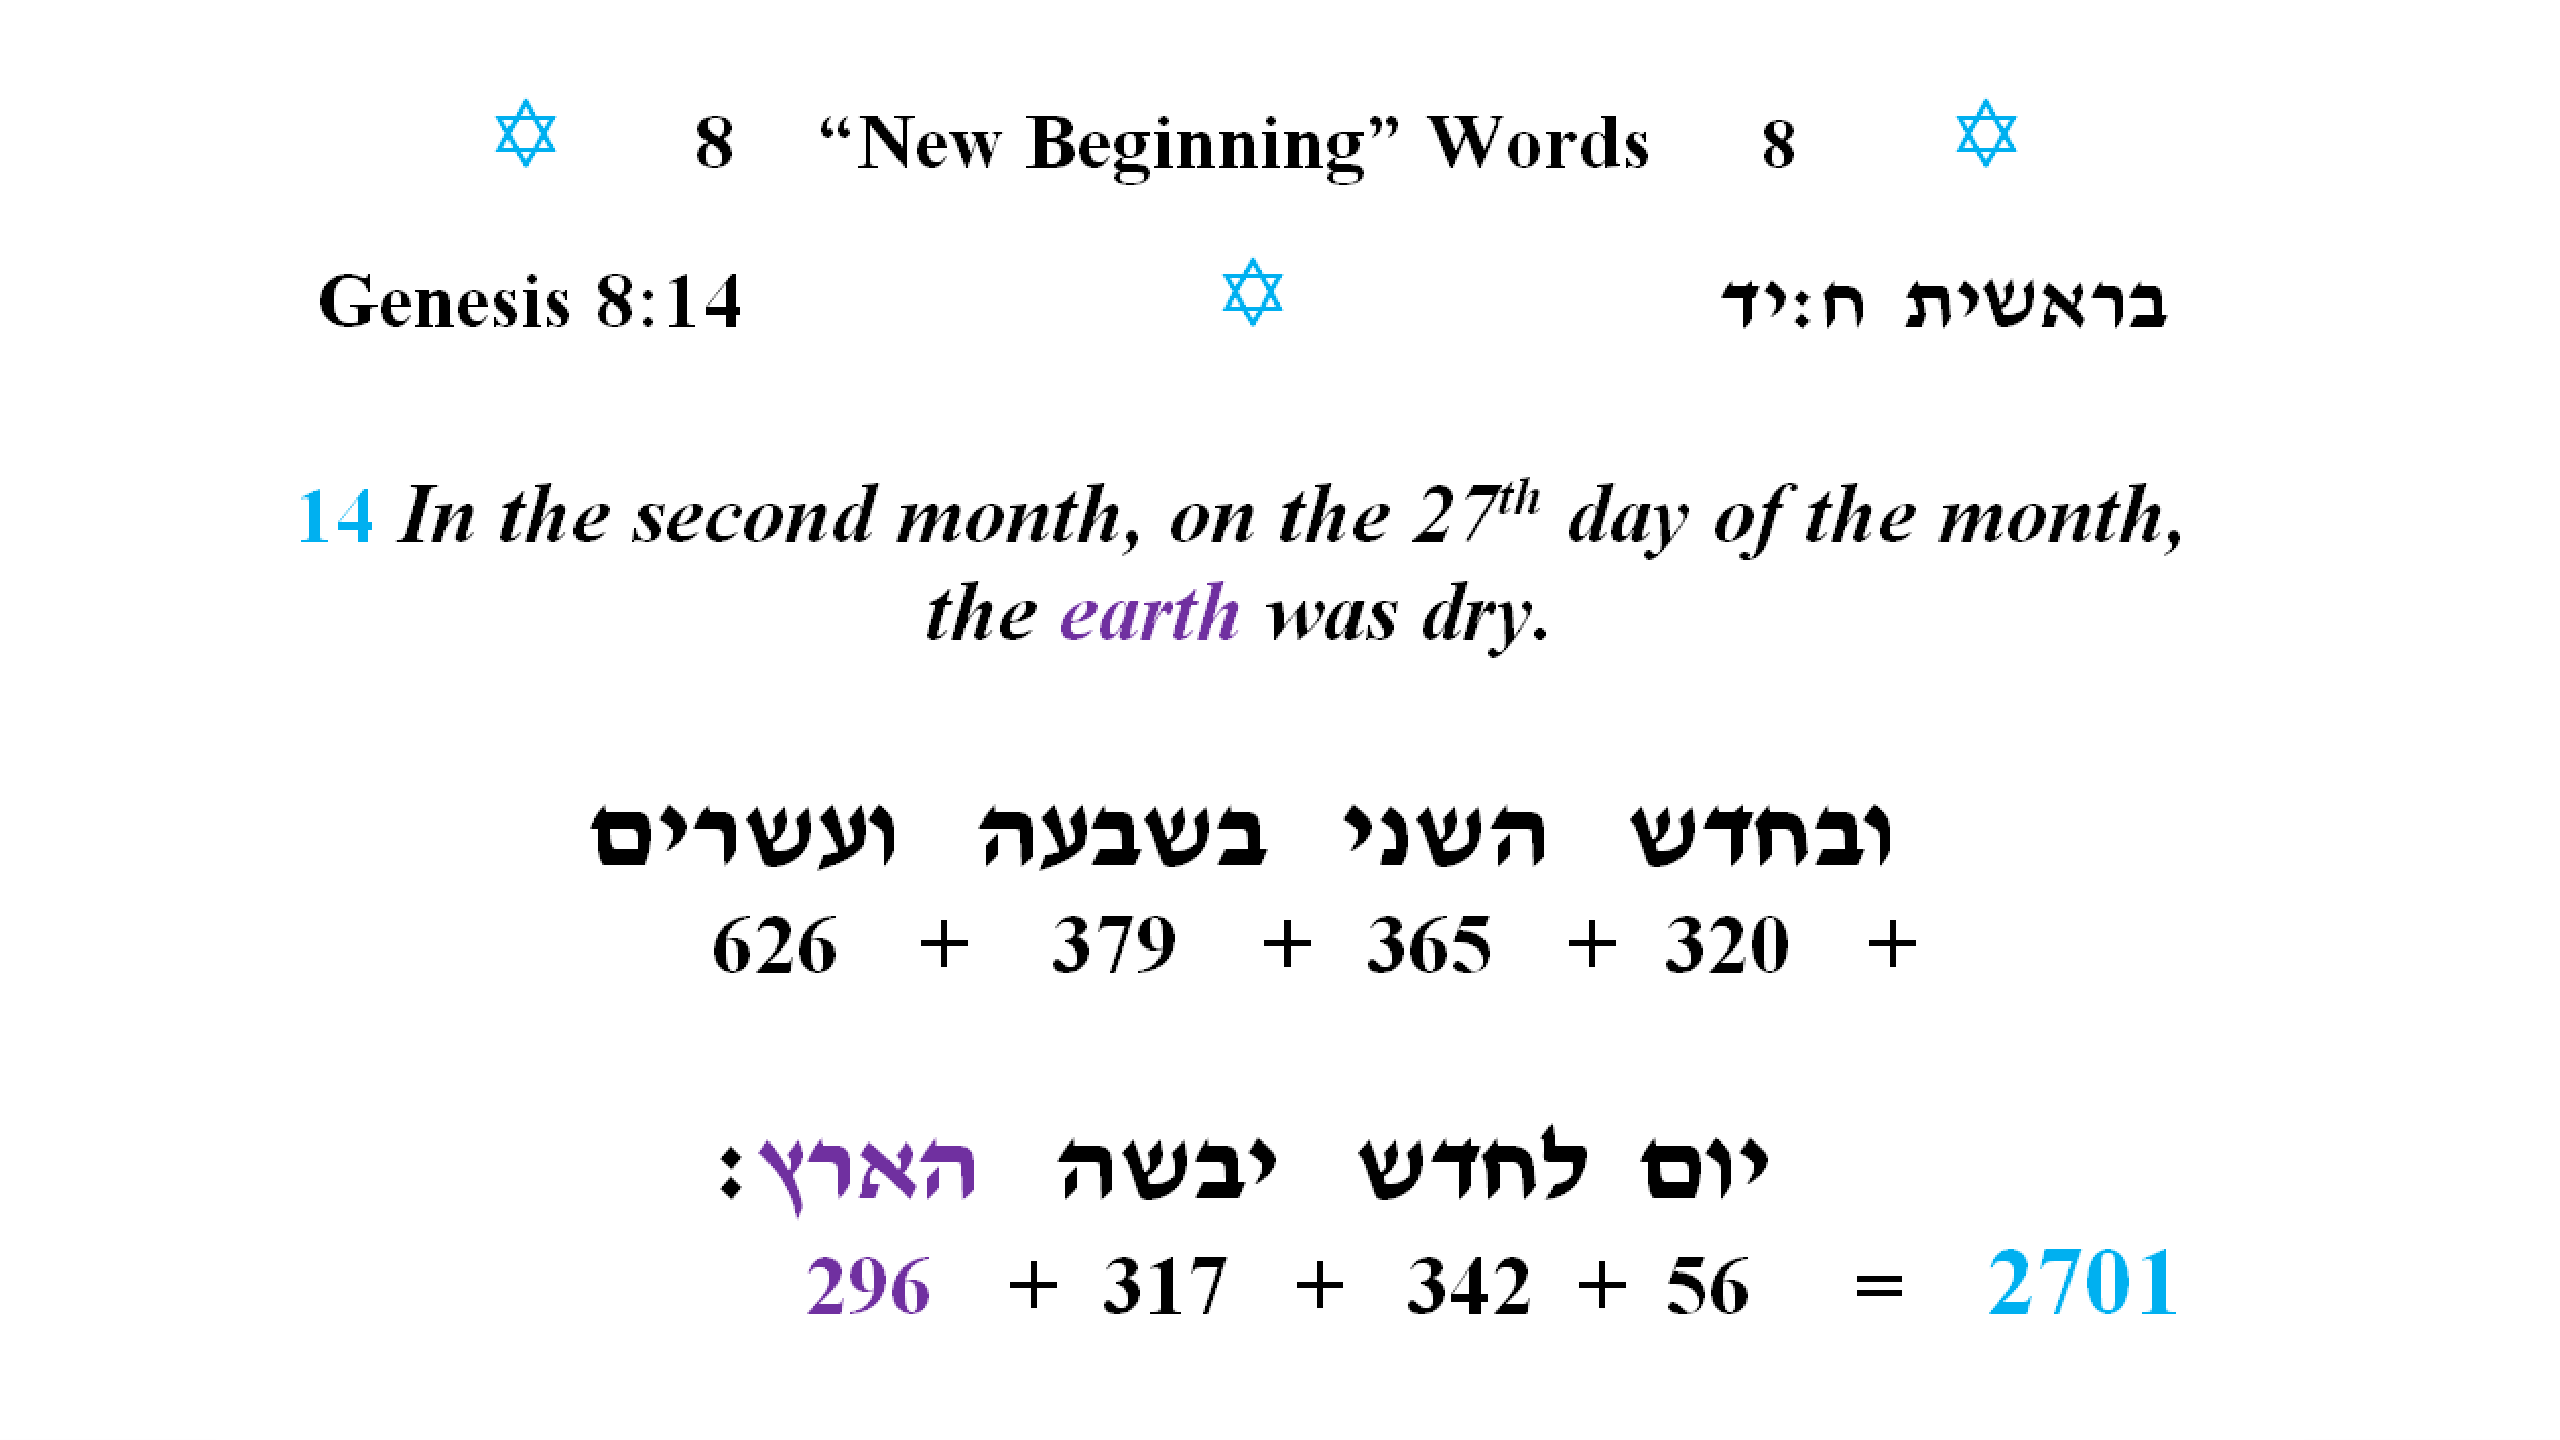 ✡ 8 “New Beginning” Words 8 ✡
Genesis 8:14 ✡ בראשית ח:יד
14 In the second month, on the 27th day of the month,
the earth was dry.
ובחדש השני בשבעה ועשרים
626 + 379 + 365 + 320 +
יום לחדש יבשה הארץ:
296 + 317 + 342 + 56 = 2701